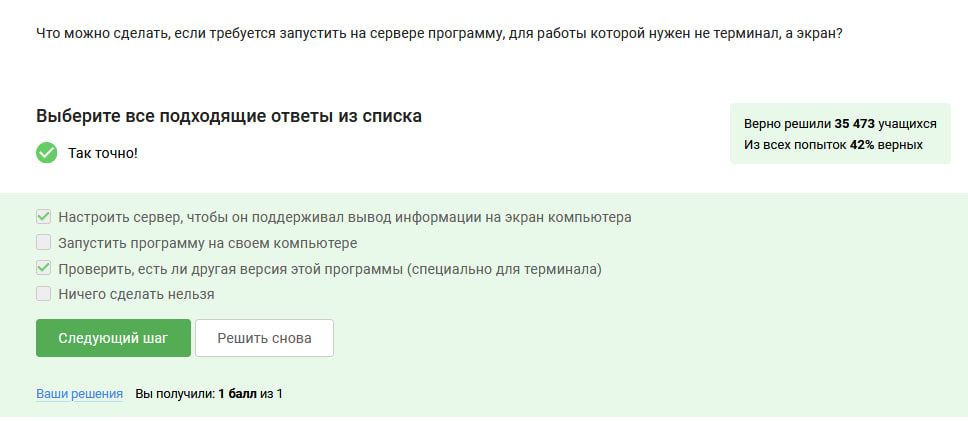 Что можно сделать, если требуется запустить на сервере программу, для работы которой нужен не терминал, а экран?
Выберите все подходящие ответы из списка
Так точно!
Верно решили 35 473 учащихся
Из всех попыток 42% верных
Настроить сервер, чтобы он поддерживал вывод информации на экран компьютера
Запустить программу на своем компьютере
Проверить, есть ли другая версия этой программы (специально для терминала)
Ничего сделать нельзя
Следующий шаг
Решить снова
Ваши решения Вы получили: 1 балл из 1